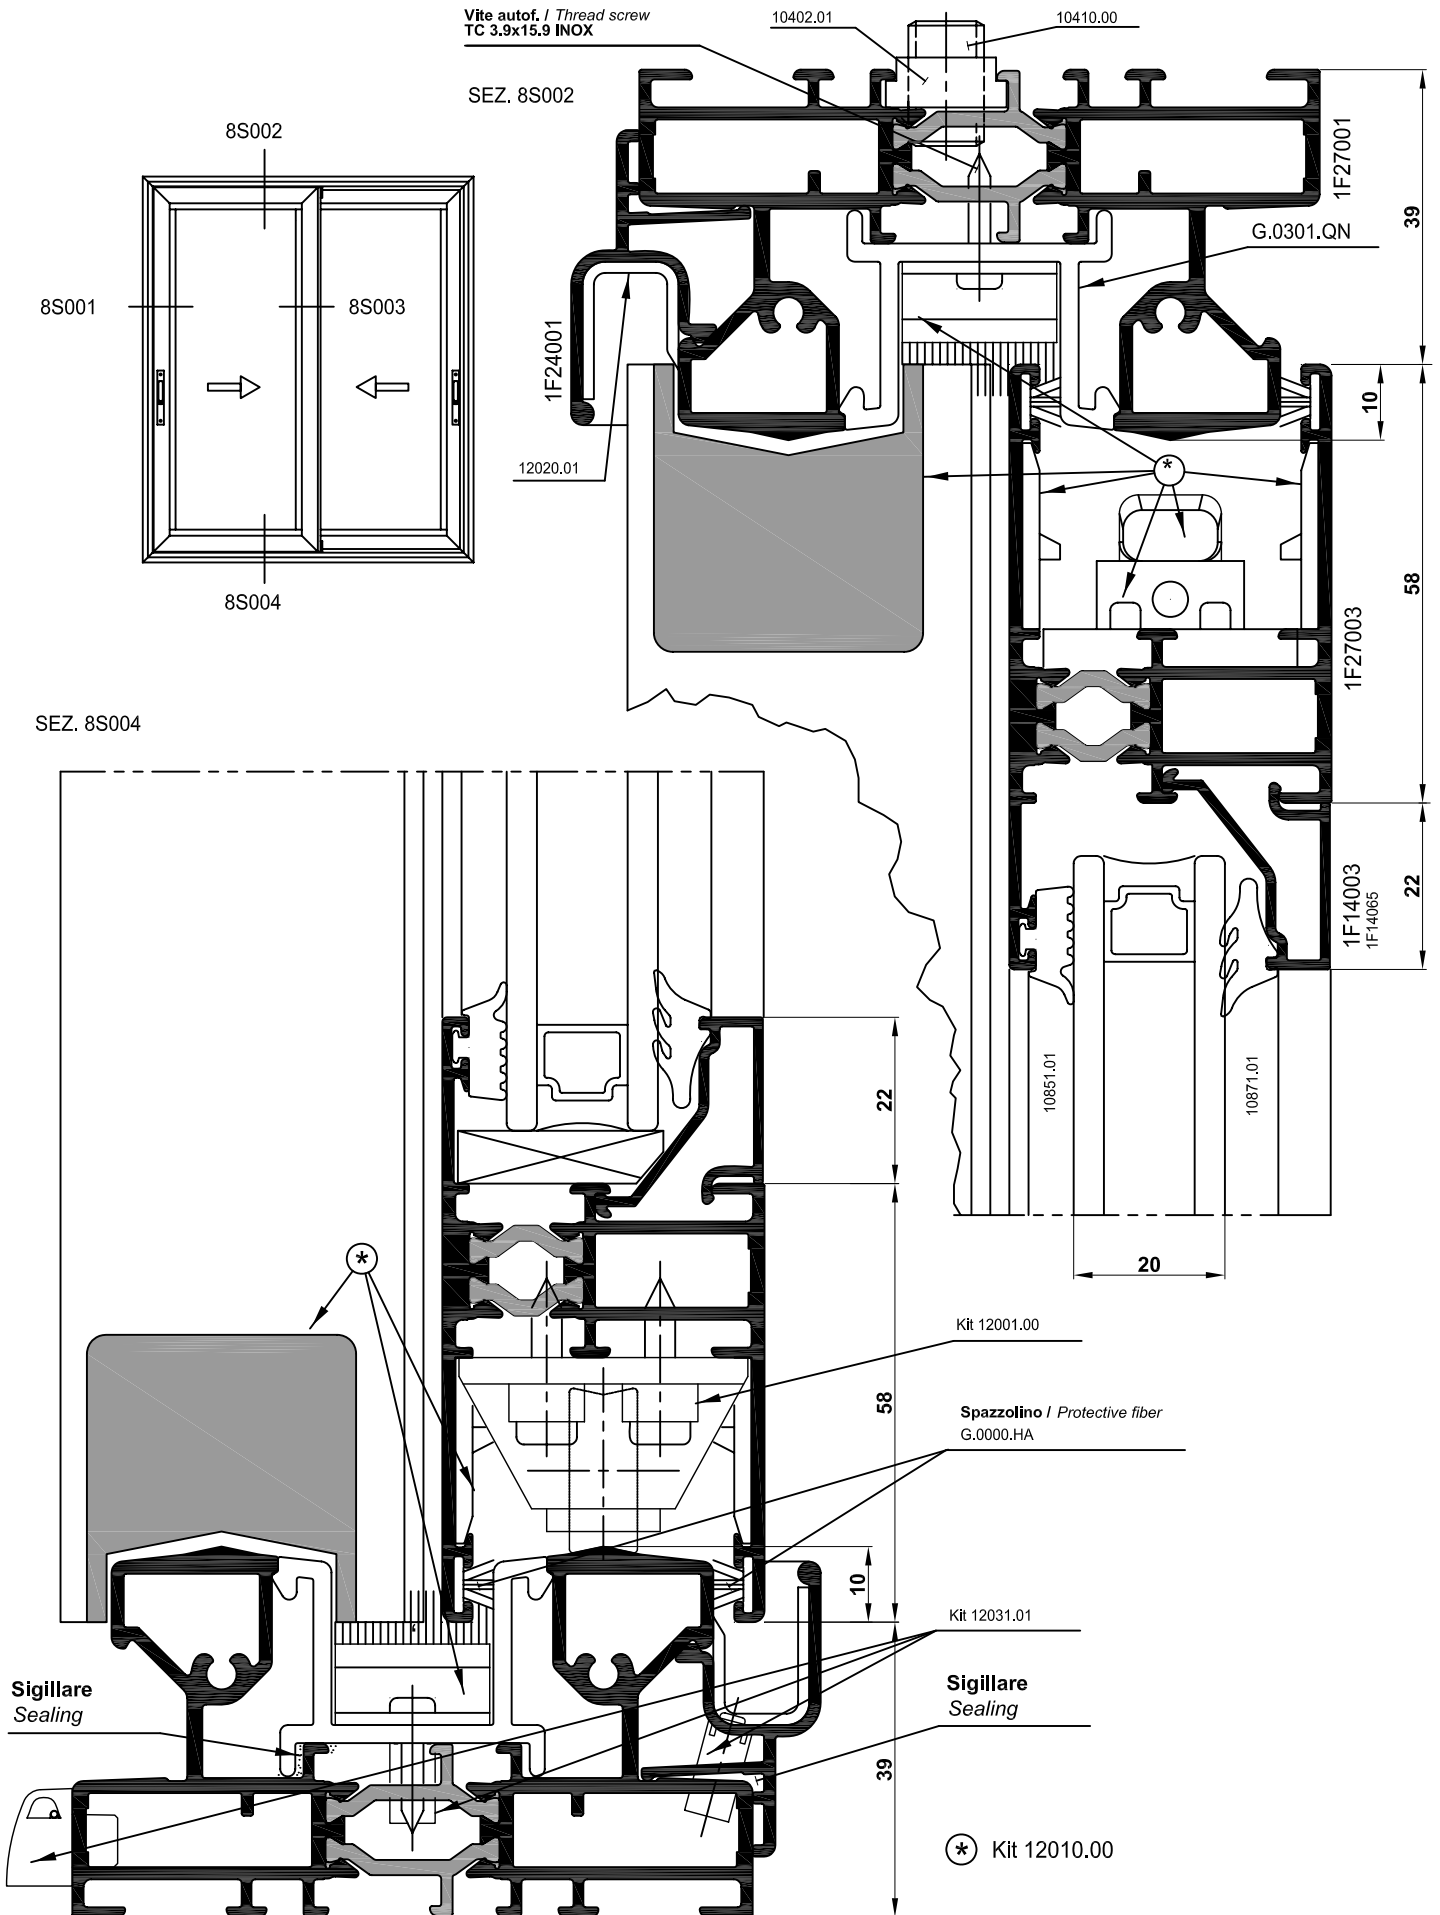 Vite autof. / Thread screw
TC 3.9x15.9 INOX
10402.01
10410.00
SEZ. 8S002
8S002
8S001
8S003
8S004
1F27001
39
G.0301.QN
1F24001
12020.01
10
*
58
1F27003
SEZ. 8S004
22
1F14003
1F14065
10851.01
10871.01
20
22
*
Kit 12001.00
58
Spazzolino / Protective fiber
G.0000.HA
10
Kit 12031.01
Sigillare
Sealing
Sigillare
Sealing
39
* Kit 12010.00